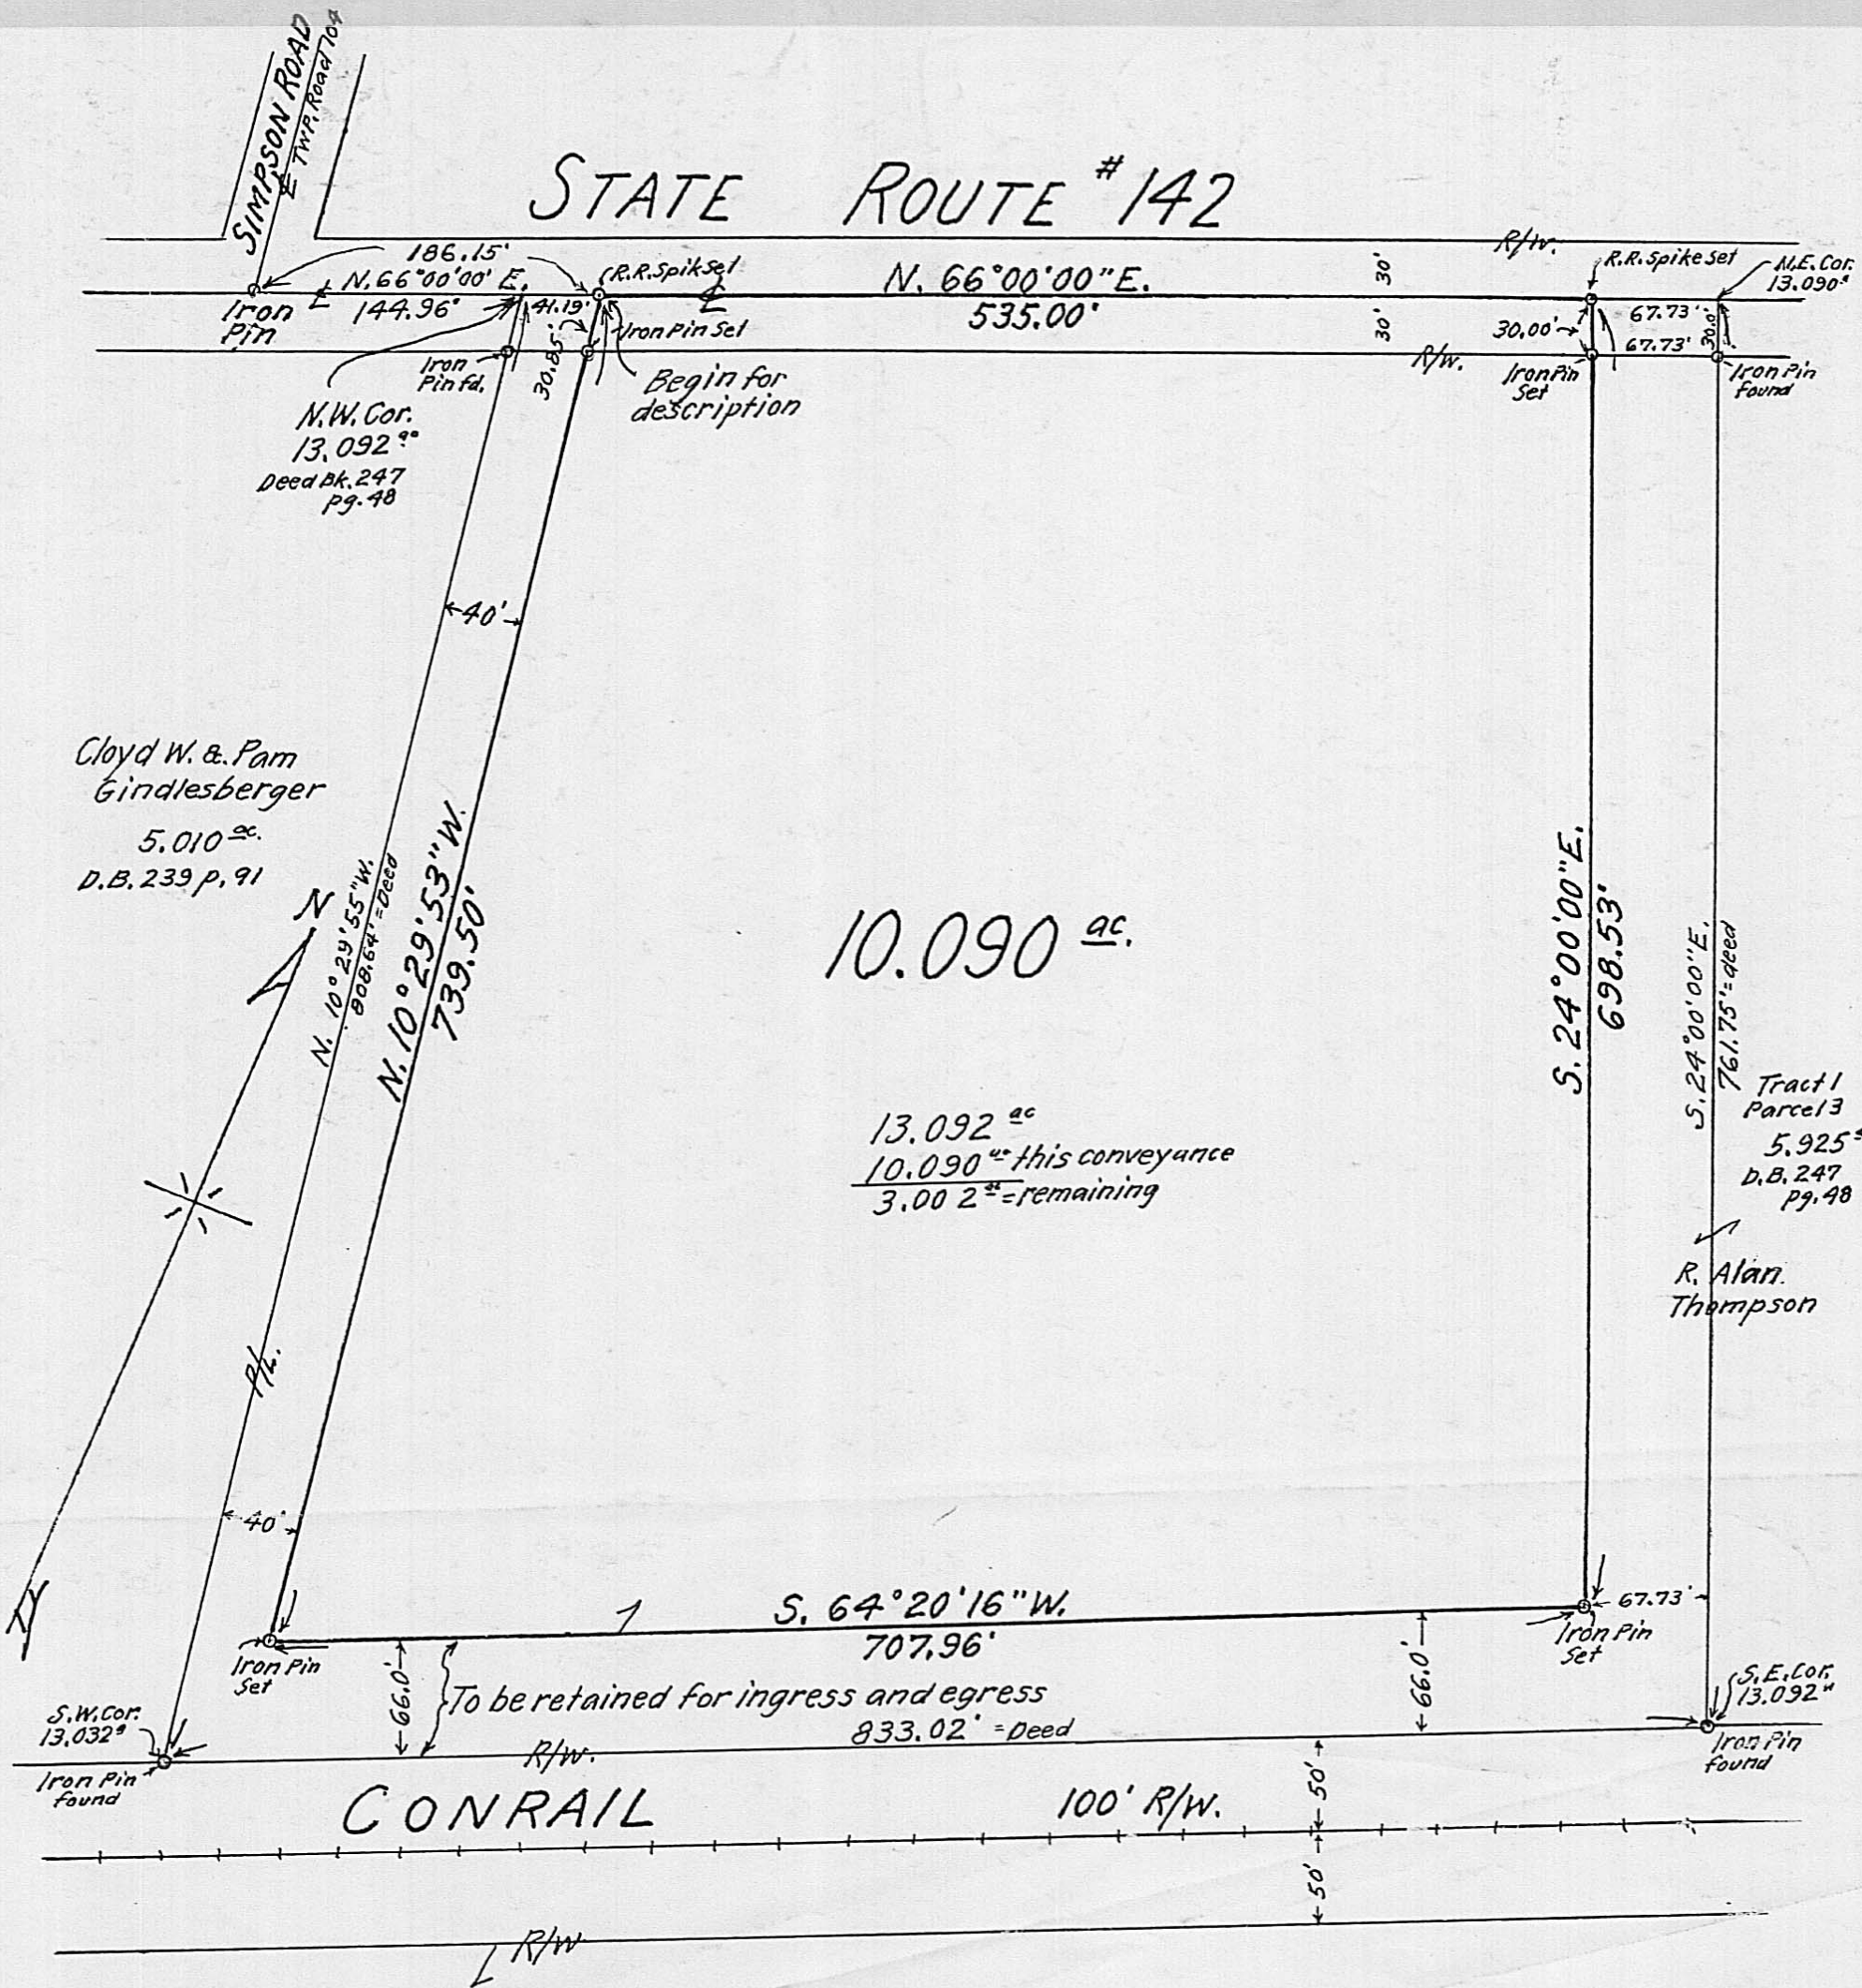 SIMPSON ROAD
℄ TWP. Road 704
STATE ROUTE #142
186.15'
N. 66°00'00' E.
144.96'
41.19'
R.R. Spik Set
N. 66°00'00"E.
535.00'
℄
℄
30'
30'
R/W.
R/W.
R.R. Spike Set
N.E. Cor.
13.090
67.73'
67.73'
30.00'
30.0'
Iron Pin
Set
Iron Pin
found
Iron
Pin
Iron
Pin fd.
30.85'
Iron Pin Set
Begin for
description
N.W. Cor.
13.092 ac
Deed Bk. 247
pg. 48
40'
Cloyd W. & Pam
Gindlesberger
5.010 ac.
D.B. 239 p. 91
N
N. 10°29'55"W.
808.64' = Deed
N. 10°29'53"W.
739.50'
10.090 ac.
13.092 ac
10.090 ac this conveyance
3.00 2 ac = remaining
S. 24°00'00"E.
698.53'
S. 24°00'00"E.
761.75' = deed
Tract 1
Parcel 3
5.925
D.B. 247
pg. 48
R. Alan
Thompson
P/L.
40'
S. 64°20'16"W.
707.96'
67.73'
Iron Pin
Set
Iron Pin
Set
66.0'
66.0'
To be retained for ingress and egress
833.02' = Deed
S.W. Cor.
13.032
S.E. Cor.
13.092
Iron Pin
found
Iron Pin
found
R/W.
CONRAIL
100' R/W.
50'
50'
R/W